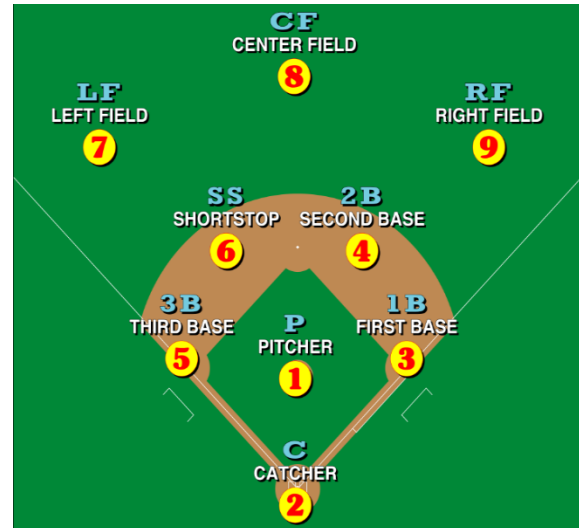 CF
CENTER FIELD
8
LF
LEFT FIELD
7
RF
RIGHT FIELD
9
SS
SHORTSTOP
6
2B
SECOND BASE
4
3B
THIRD BASE
5
P
PITCHER
1
1B
FIRST BASE
3
C
CATCHER
2